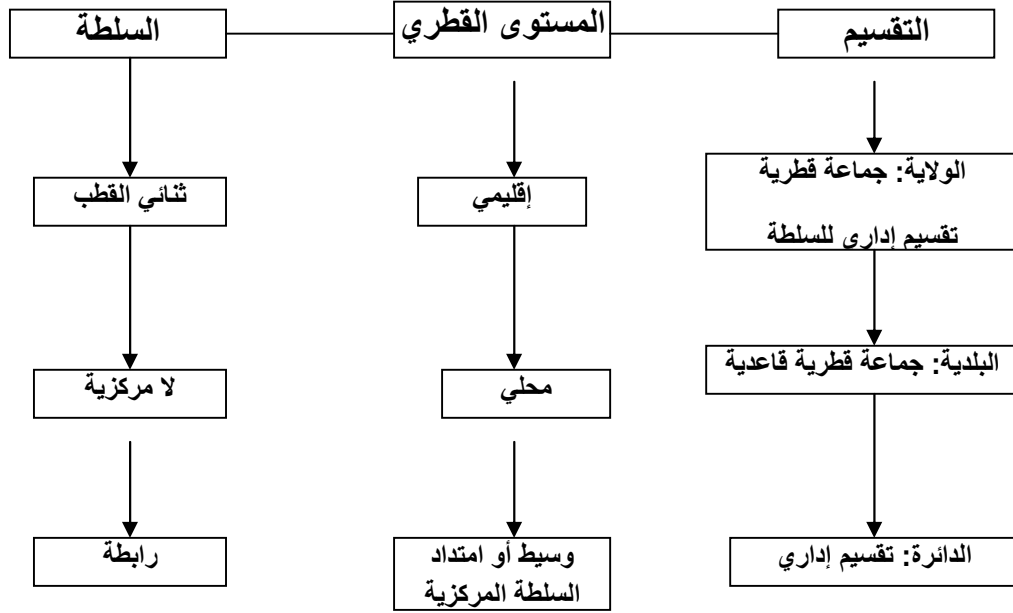 التقسيم
المستوى القطري
السلطة
الولاية: جماعة قطرية
تقسيم إداري للسلطة
إقليمي
ثنائي القطب
البلدية: جماعة قطرية قاعدية
محلي
لا مركزية
الدائرة: تقسيم إداري
وسيط أو امتداد
السلطة المركزية
رابطة